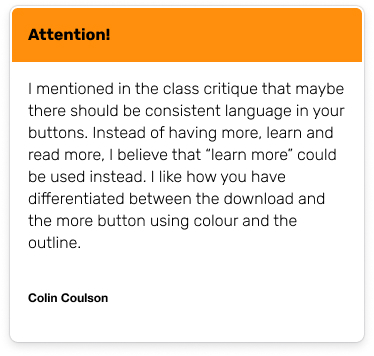 Attention!
I mentioned in the class critique that maybe
there should be consistent language in your
buttons. Instead of having more, learn and
read more, I believe that “learn more” could
be used instead. I like how you have
differentiated between the download and
the more button using colour and the
outline.
Colin Coulson